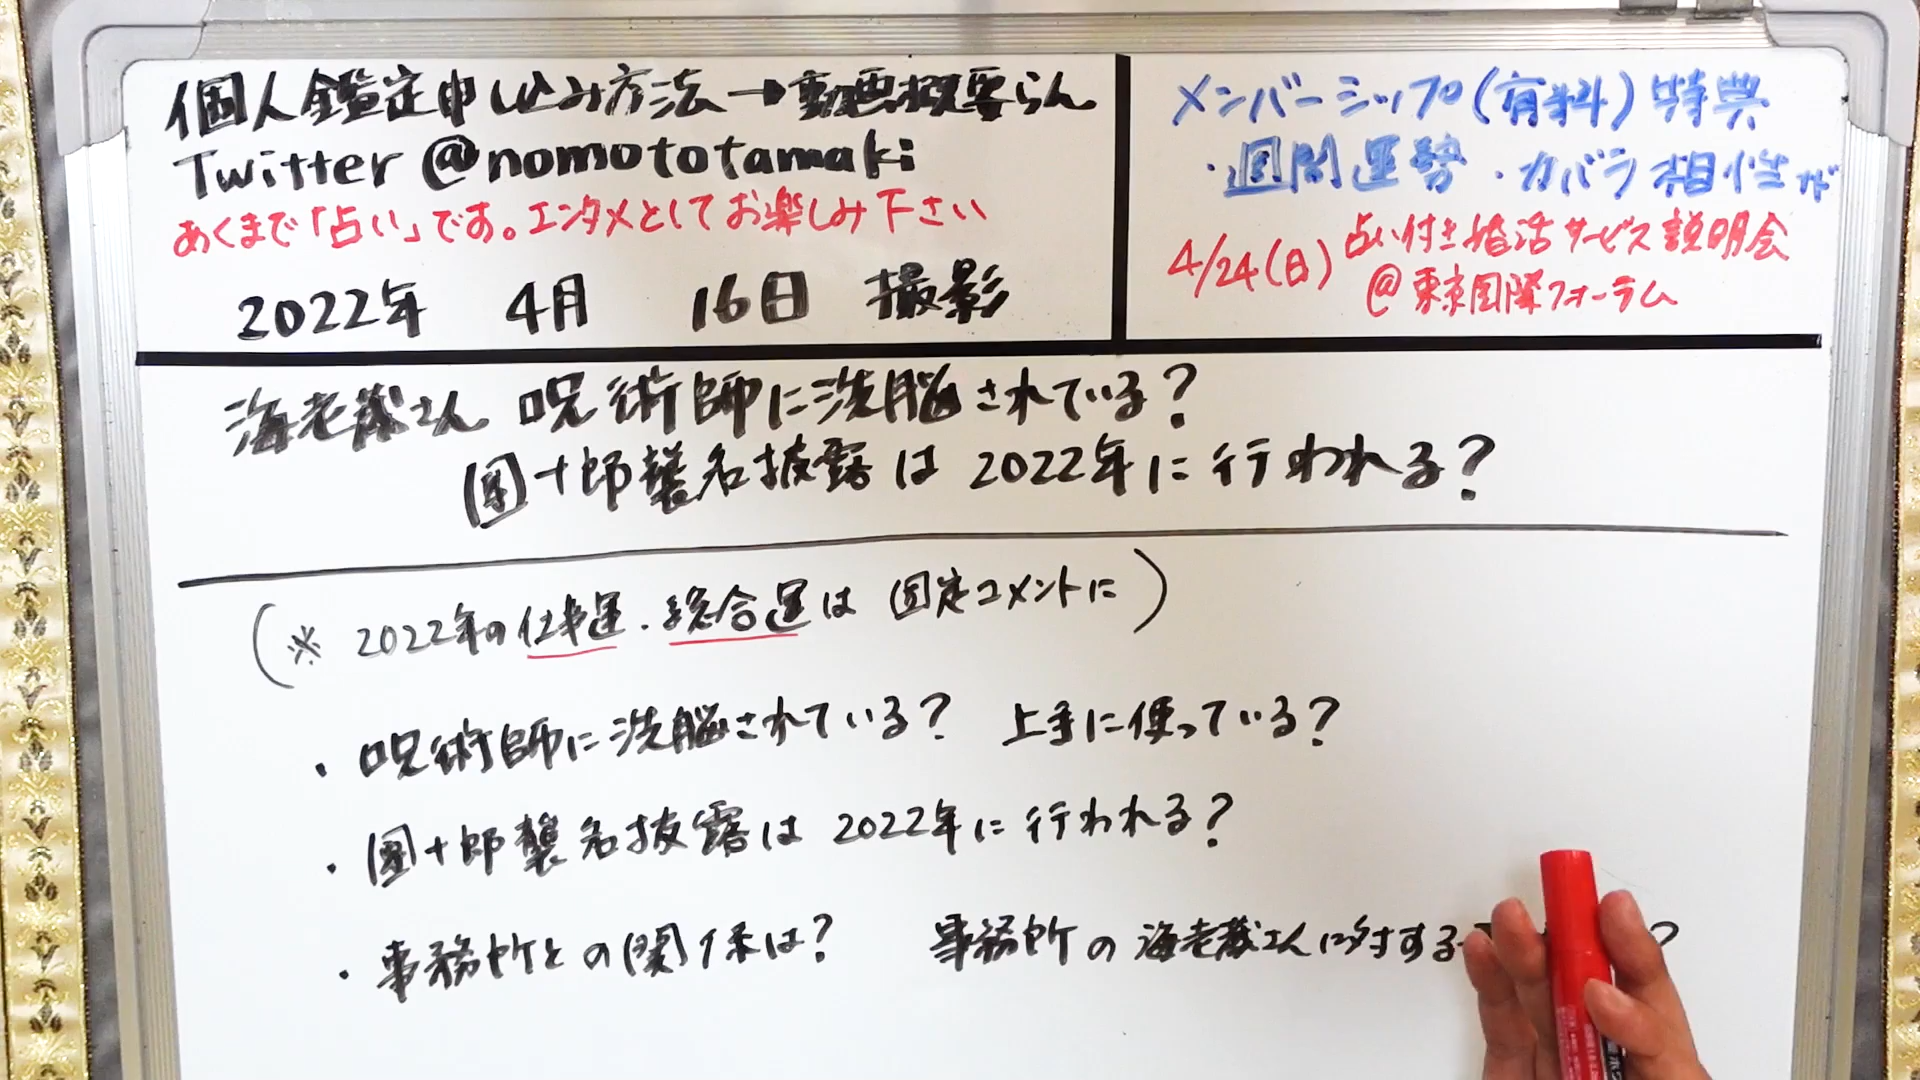 個人鑑定申し込み方法→動画概要らん
Twitter @nomototamaki
あくまで「占い」です。エンタメとしてお楽しみ下さい
2022年 4月 16日 撮影
メンバーシップ(有料)特典
・週間運勢・カバラ相性など
4/24(日)占い付き婚活サービス説明会
@東京国際フォーラム
海老蔵さん 呪術師に洗脳されている?
團十郎襲名披露は2022年に行われる?
(※ 2022年の仕事運・総合運は固定コメントに)
・呪術師に洗脳されている? 上手に使っている?
・團十郎襲名披露は2022年に行われる?
・事務所との関係は? 事務所の海老蔵さんに対する ?